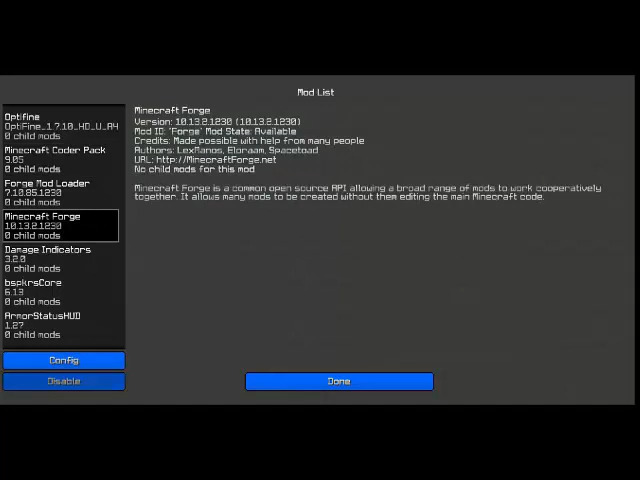 Mod List
Optifine
OptiFine_1.7.10_HD_U_A4
0 child mods
Minecraft Coder Pack
9.05
0 child mods
Forge Mod Loader
7.10.85.1230
0 child mods
Minecraft Forge
10.13.2.1230
0 child mods
Damage Indicators
3.2.0
0 child mods
bspkrsCore
6.13
0 child mods
ArmorStatusHUD
1.27
0 child mods
Config
Disable
Minecraft Forge
Version: 10.13.2.1230 (10.13.2.1230)
Mod ID: 'Forge' Mod State: Available
Credits: Made possible with help from many people
Authors: LexManos, Eloraam, Spacetoad
URL: http://MinecraftForge.net
No child mods for this mod
Minecraft Forge is a common open source API allowing a broad range of mods to work cooperatively
together. It allows many mods to be created without them editing the main Minecraft code.
Done